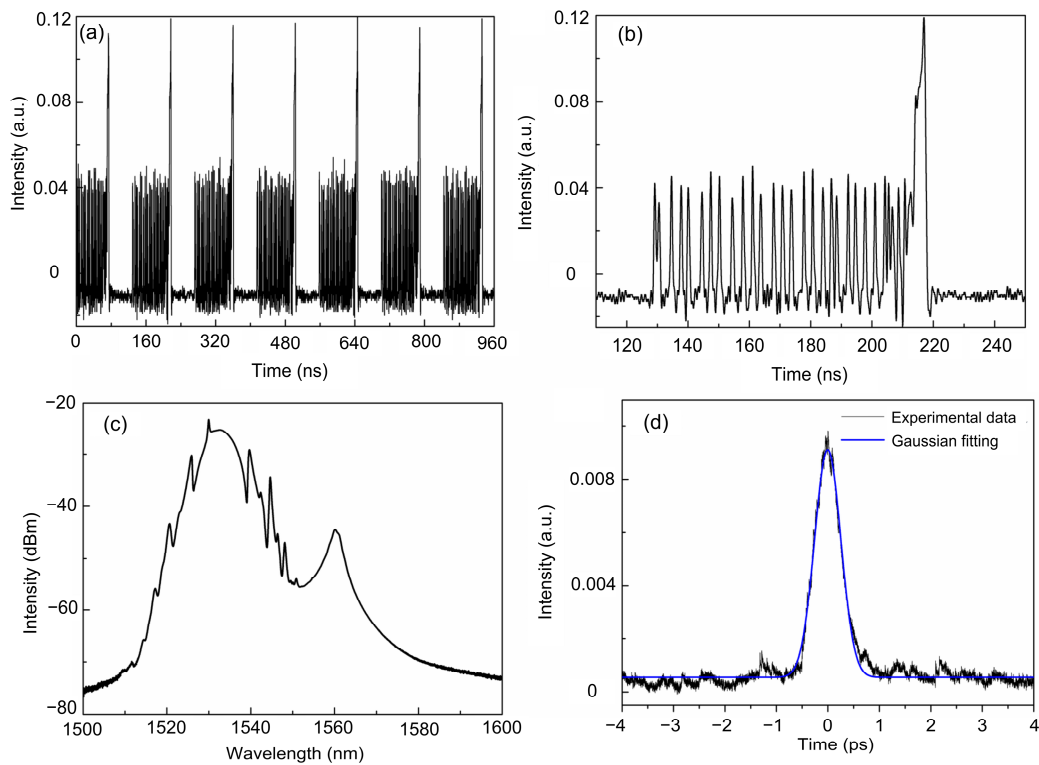 (a)
Intensity (a.u.)
0.12
0.08
0.04
0
0 160 320 480 640 800 960
Time (ns)
(b)
Intensity (a.u.)
0.12
0.08
0.04
0
120 140 160 180 200 220 240
Time (ns)
(c)
Intensity (dBm)
−20
−40
−60
−80
1500 1520 1540 1560 1580 1600
Wavelength (nm)
(d)
Experimental data
Gaussian fitting
Intensity (a.u.)
0.008
0.004
0
−4 −3 −2 −1 0 1 2 3 4
Time (ps)